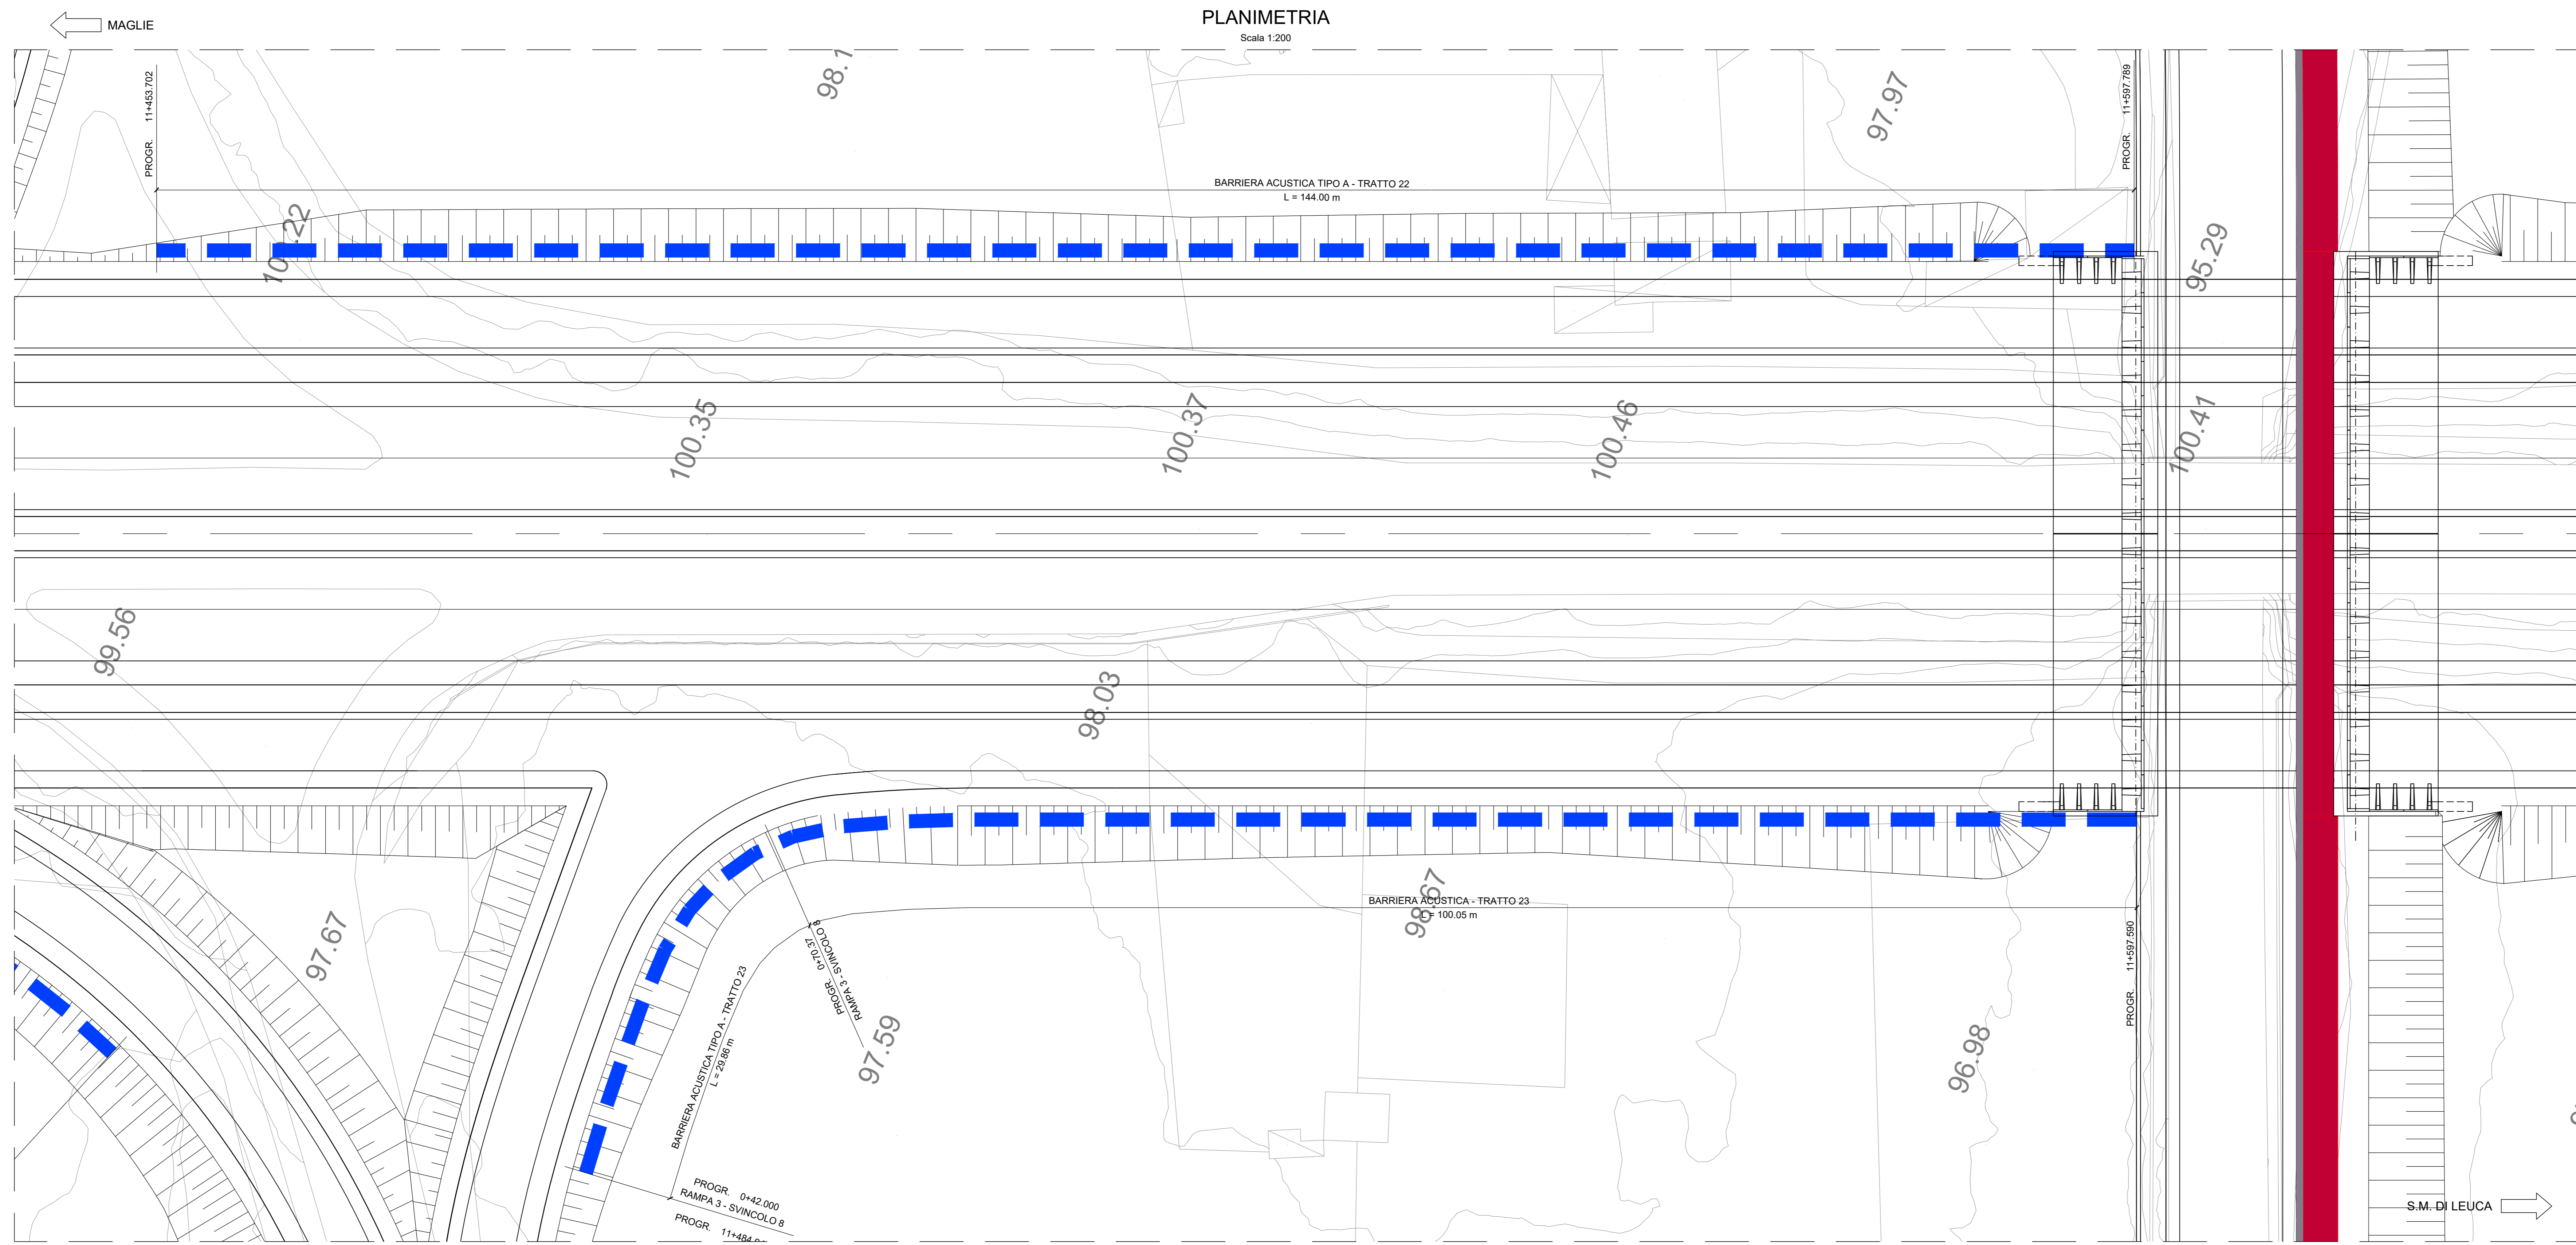 PLANIMETRIA
Scala 1:200
MAGLIE
98.1
97.97
PROGR. 11+453.702
PROGR. 11+597.789
BARRIERA ACUSTICA TIPO A - TRATTO 22
L = 144.00 m
95.29
100.35
100.37
100.46
100.41
99.56
98.03
98.67
BARRIERA ACUSTICA - TRATTO 23
L = 100.05 m
97.67
PROGR. 0+70.37
RAMPA 3 - SVINCOLO 8
PROGR. 11+597.590
BARRIERA ACUSTICA TIPO A - TRATTO 23
L = 29.86 m
97.59
96.98
PROGR. 0+42.000
RAMPA 3 - SVINCOLO 8
PROGR.
S.M. DI LEUCA